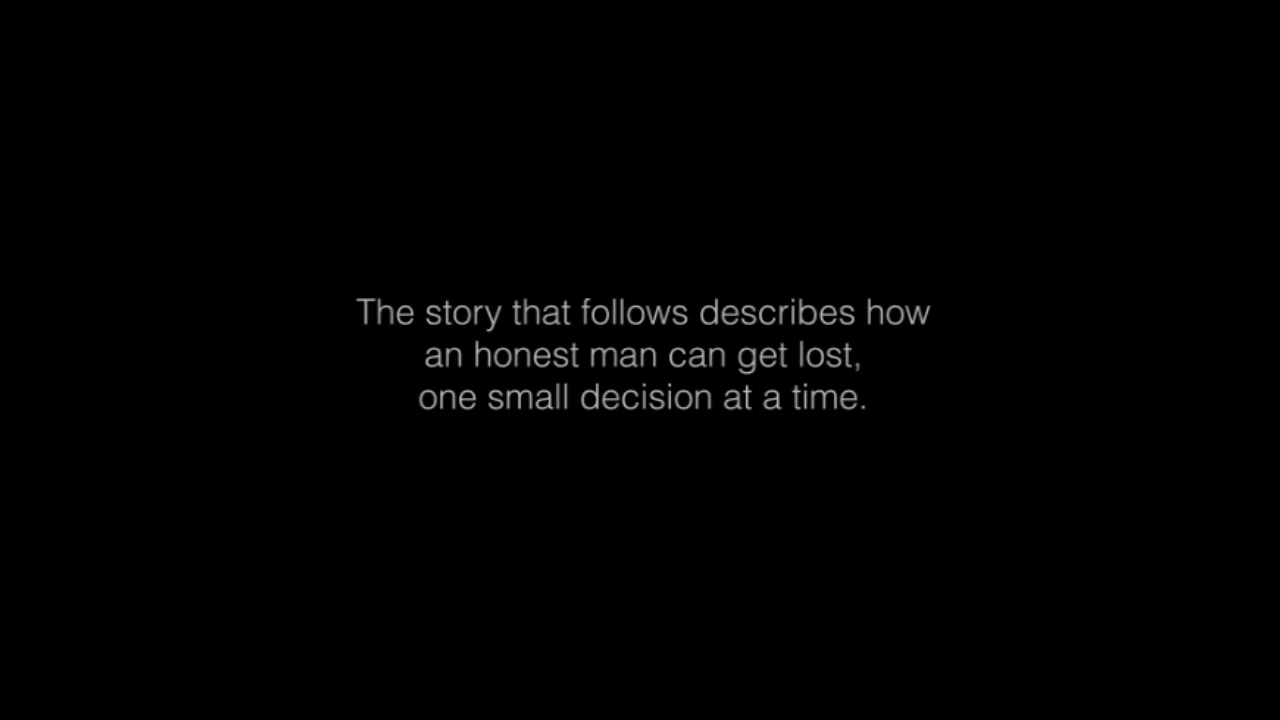 The story that follows describes how
an honest man can get lost,
one small decision at a time.